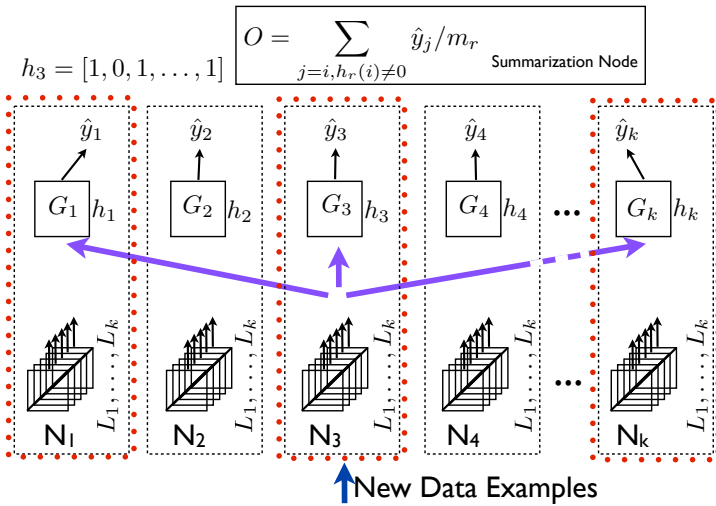 O = ∑_{j=i,h_r(i)≠0} ŷ_j/m_r
Summarization Node
h_3 = [1, 0, 1, . . . , 1]
ŷ_1 ŷ_2 ŷ_3 ŷ_4 ŷ_k
G_1 h_1 G_2 h_2 G_3 h_3 G_4 h_4 ... G_k h_k
L_1, . . . , L_k L_1, . . . , L_k L_1, . . . , L_k L_1, . . . , L_k ... L_1, . . . , L_k
N_1 N_2 N_3 N_4 N_k
New Data Examples